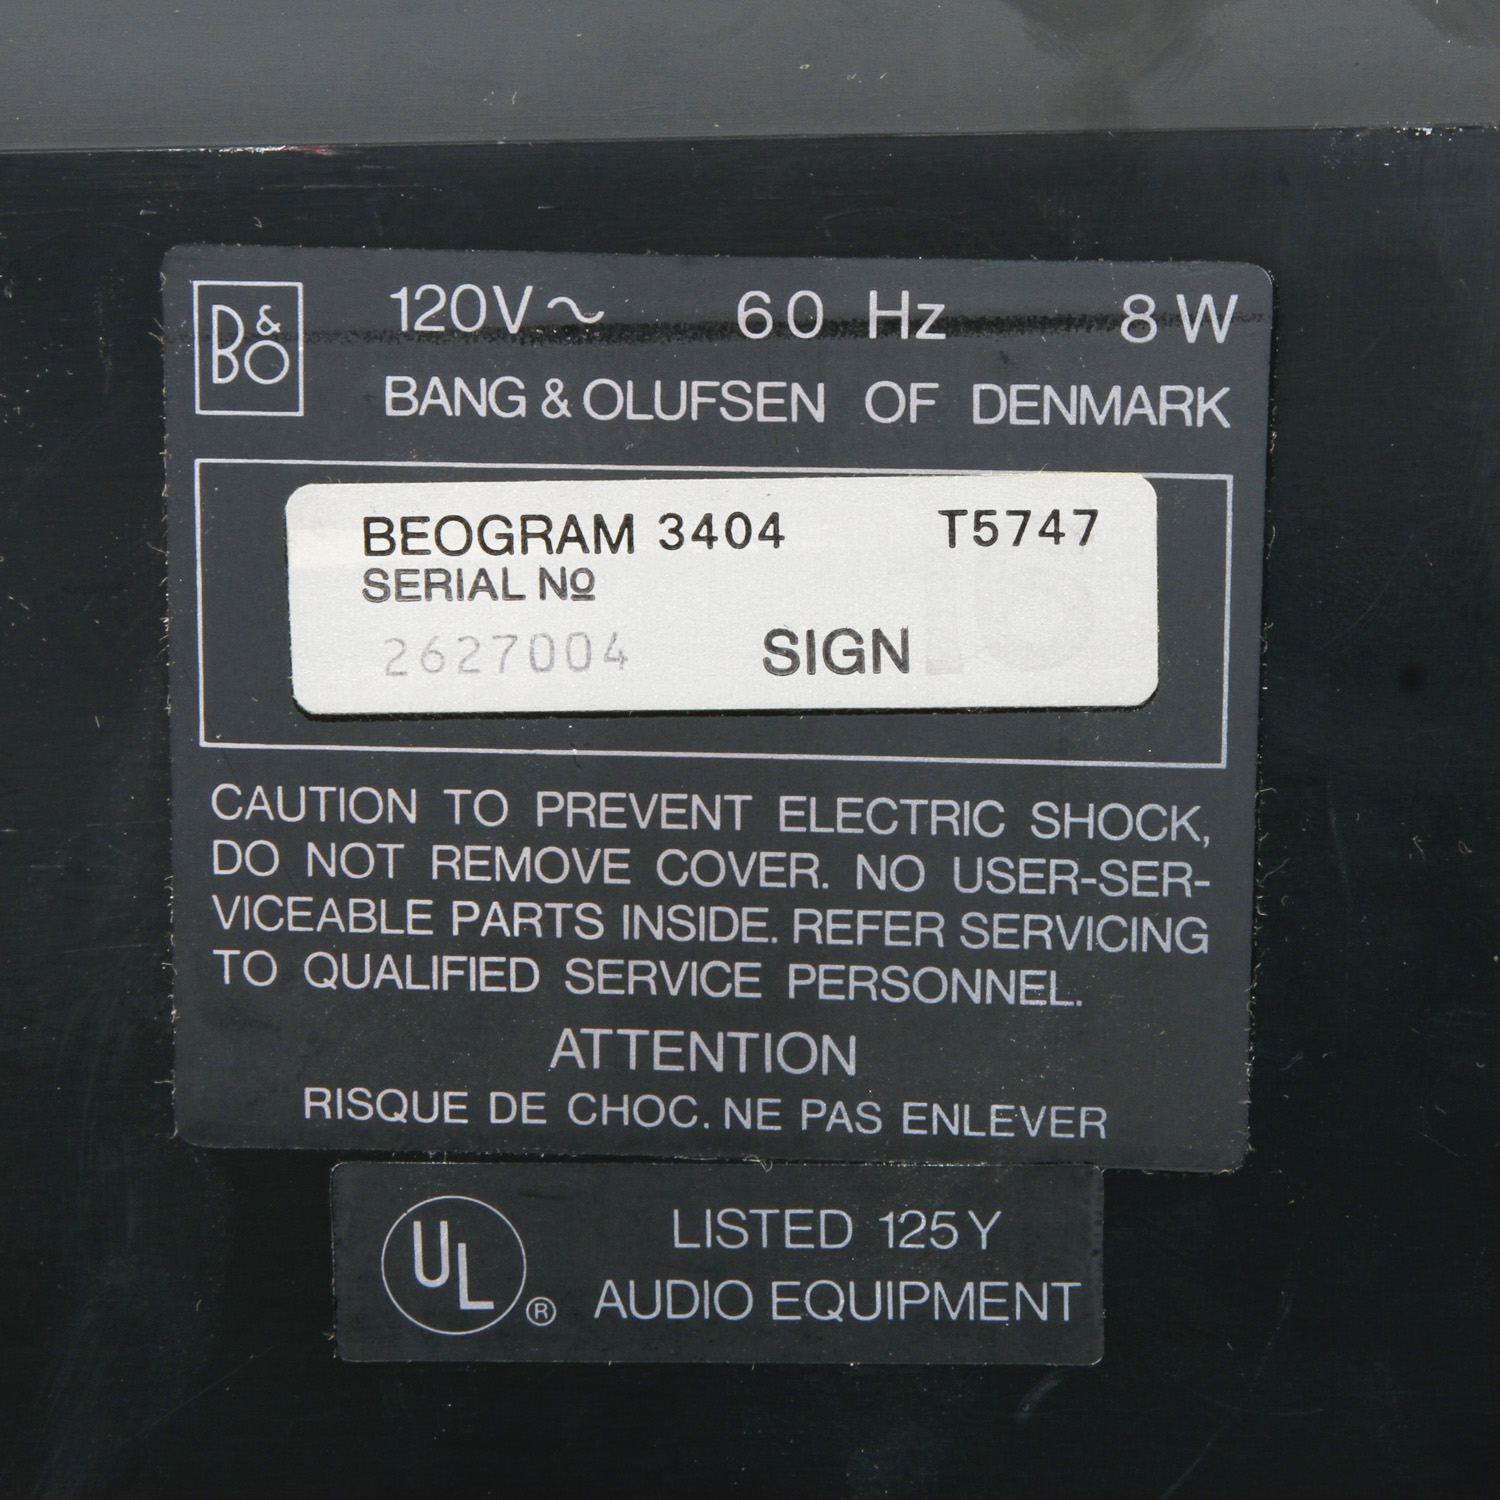 B&O
120V~ 60 Hz 8 W
BANG & OLUFSEN OF DENMARK
BEOGRAM 3404 T5747
SERIAL Nº
2627004 SIGN
CAUTION TO PREVENT ELECTRIC SHOCK,
DO NOT REMOVE COVER. NO USER-SER-
VICEABLE PARTS INSIDE. REFER SERVICING
TO QUALIFIED SERVICE PERSONNEL.
ATTENTION
RISQUE DE CHOC. NE PAS ENLEVER
UL ®
LISTED 125Y
AUDIO EQUIPMENT